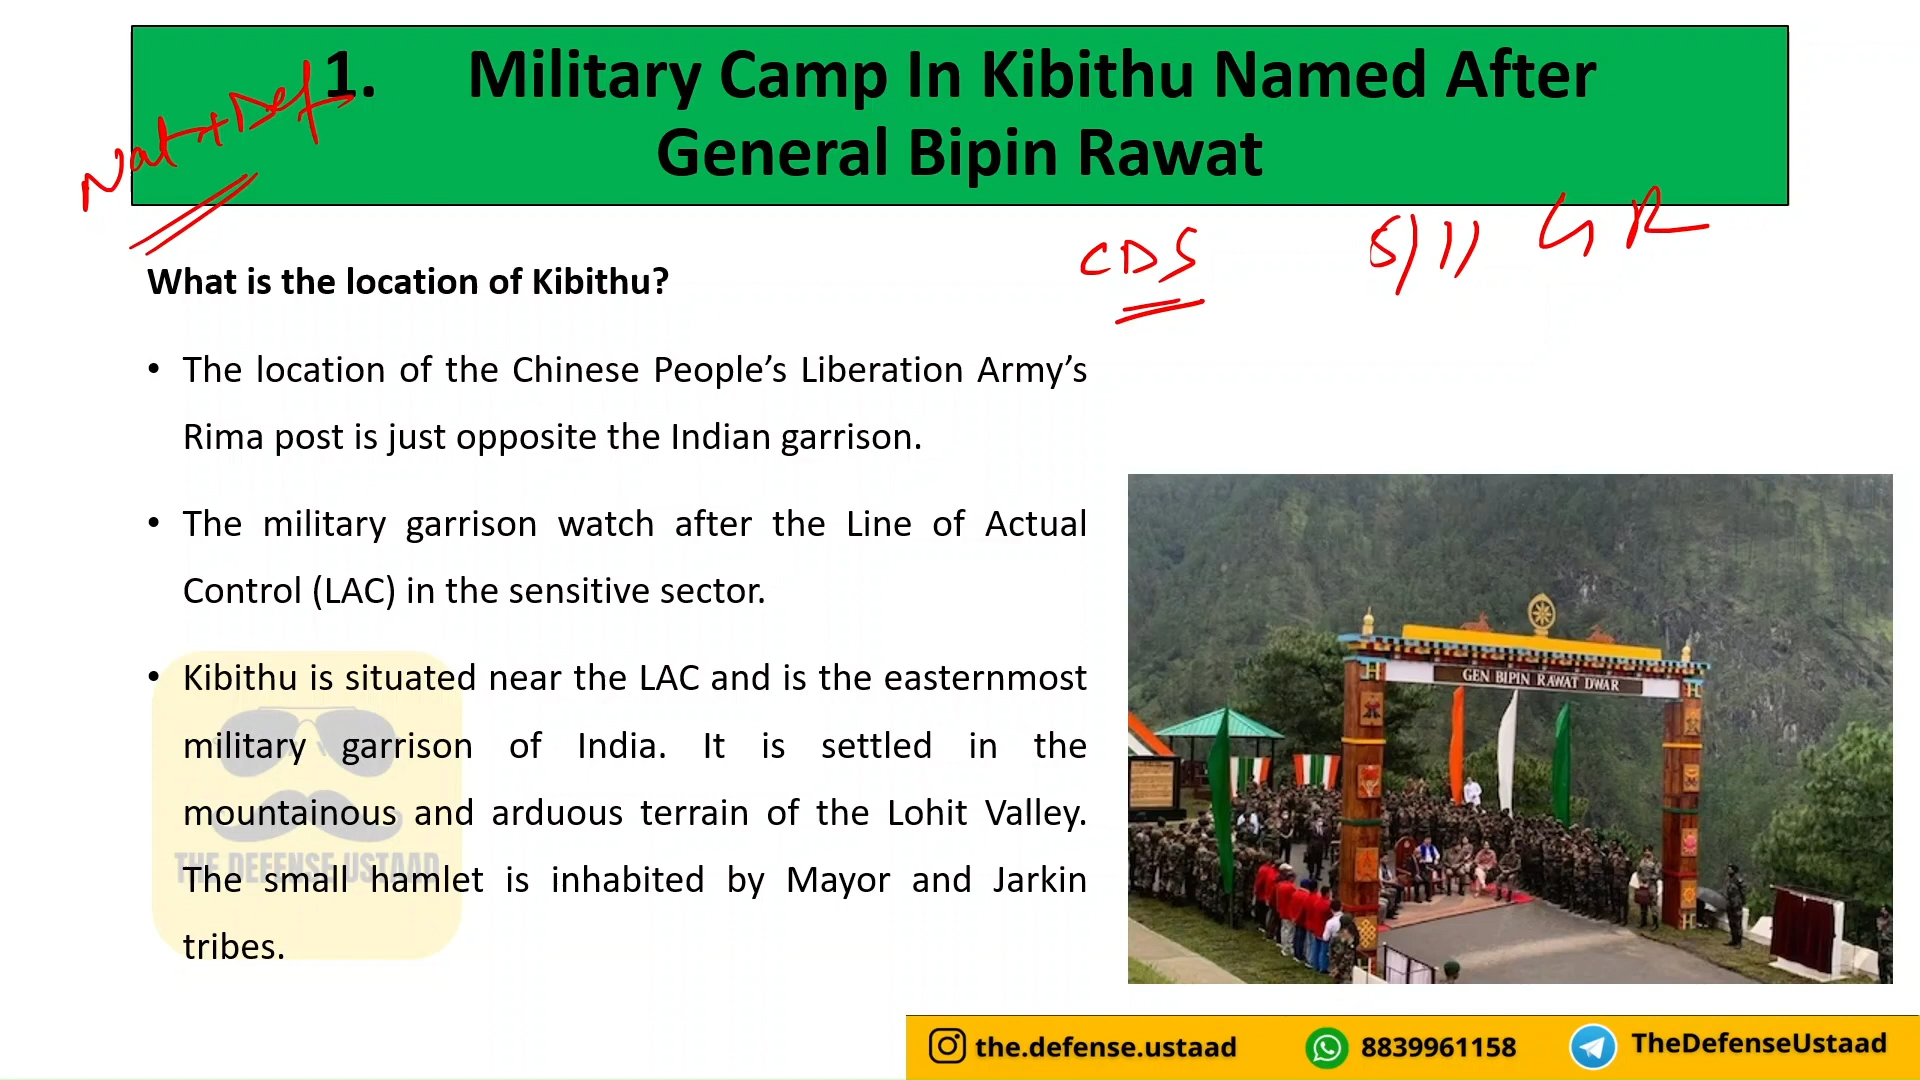 1. Military Camp In Kibithu Named After
General Bipin Rawat
Nat + Def
CDS
5/11 GR
What is the location of Kibithu?
• The location of the Chinese People’s Liberation Army’s
Rima post is just opposite the Indian garrison.
• The military garrison watch after the Line of Actual
Control (LAC) in the sensitive sector.
• Kibithu is situated near the LAC and is the easternmost
military garrison of India. It is settled in the
mountainous and arduous terrain of the Lohit Valley.
The small hamlet is inhabited by Mayor and Jarkin
tribes.
THE DEFENSE USTAAD
GEN BIPIN RAWAT DWAR
the.defense.ustaad
8839961158
TheDefenseUstaad